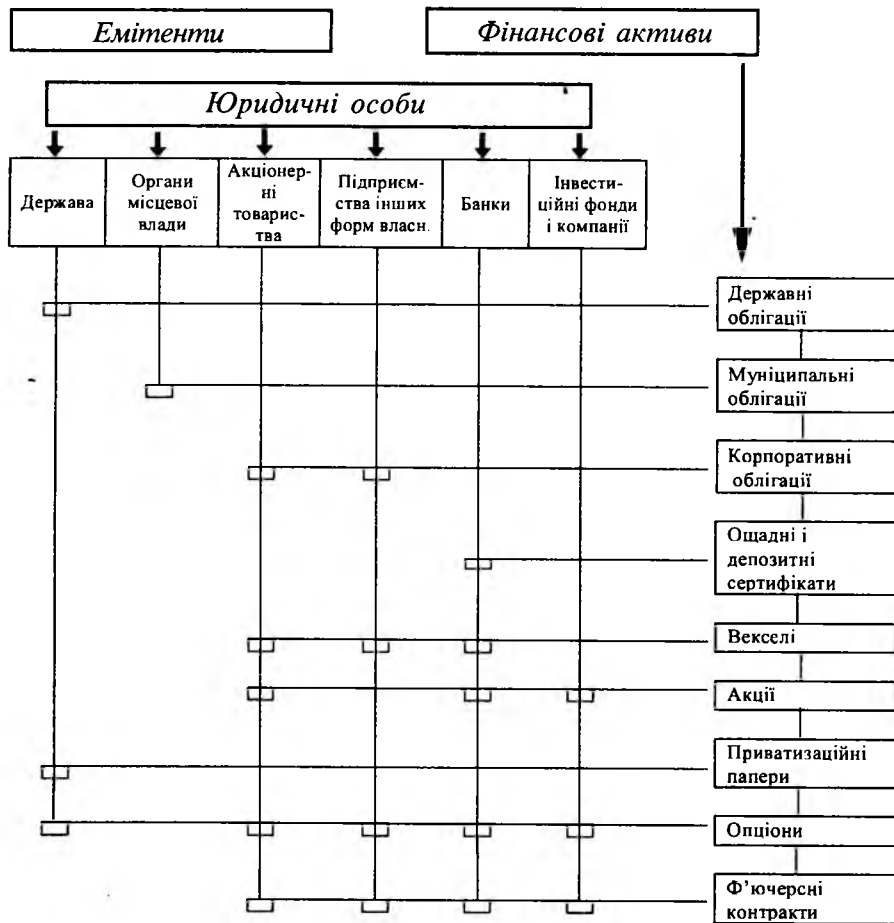 Емітенти
Фінансові активи
Юридичні особи
Держава
Органи
місцевої
влади
Акціонер-
ні
товарис-
тва
Підприєм-
ства інших
форм власн.
Банки
Інвести-
ційні фонди
і компанії
Державні
облігації
Муніципальні
облігації
Корпоративні
облігації
Ощадні і
депозитні
сертифікати
Векселі
Акції
Приватизаційні
папери
Опціони
Ф'ючерсні
контракти